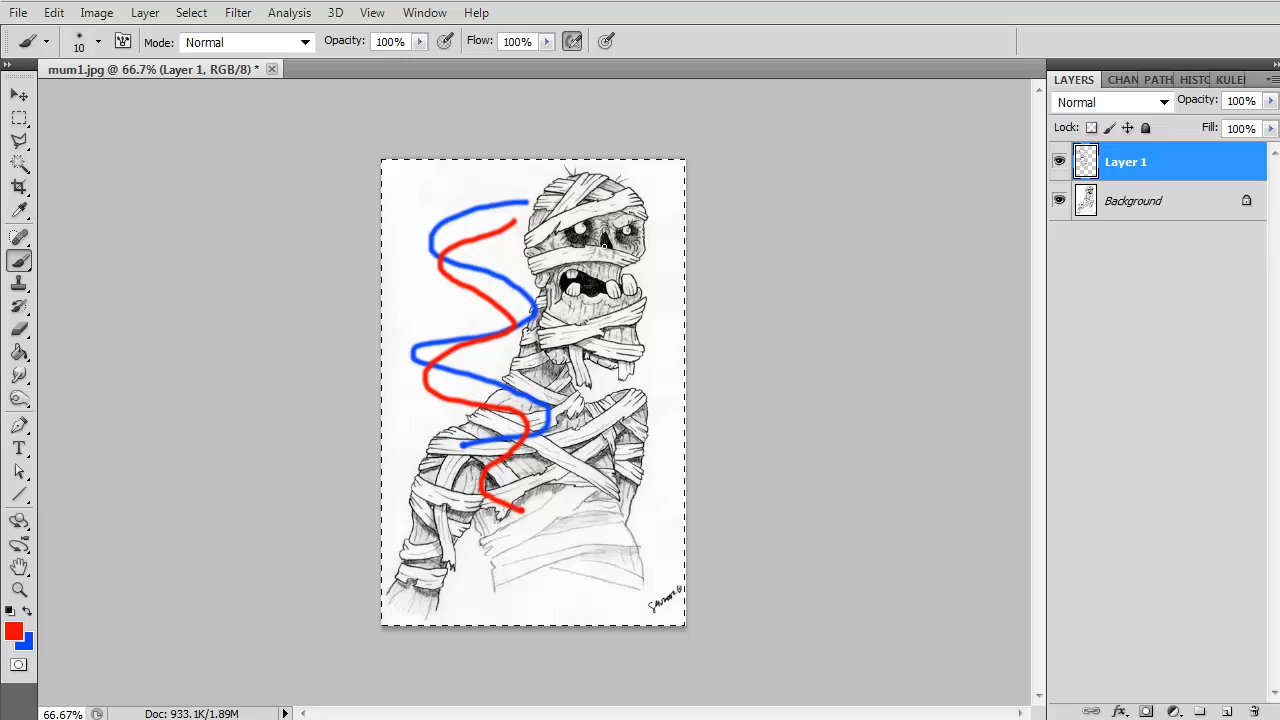 File Edit Image Layer Select Filter Analysis 3D View Window Help
10 Mode: Normal Opacity: 100% Flow: 100%
mum1.jpg @ 66.7% (Layer 1, RGB/8) *
LAYERS CHAN PATH HISTO KULEI
Normal Opacity: 100%
Lock: Fill: 100%
Layer 1
Background
T
66.67% Doc: 933.1K/1.89M